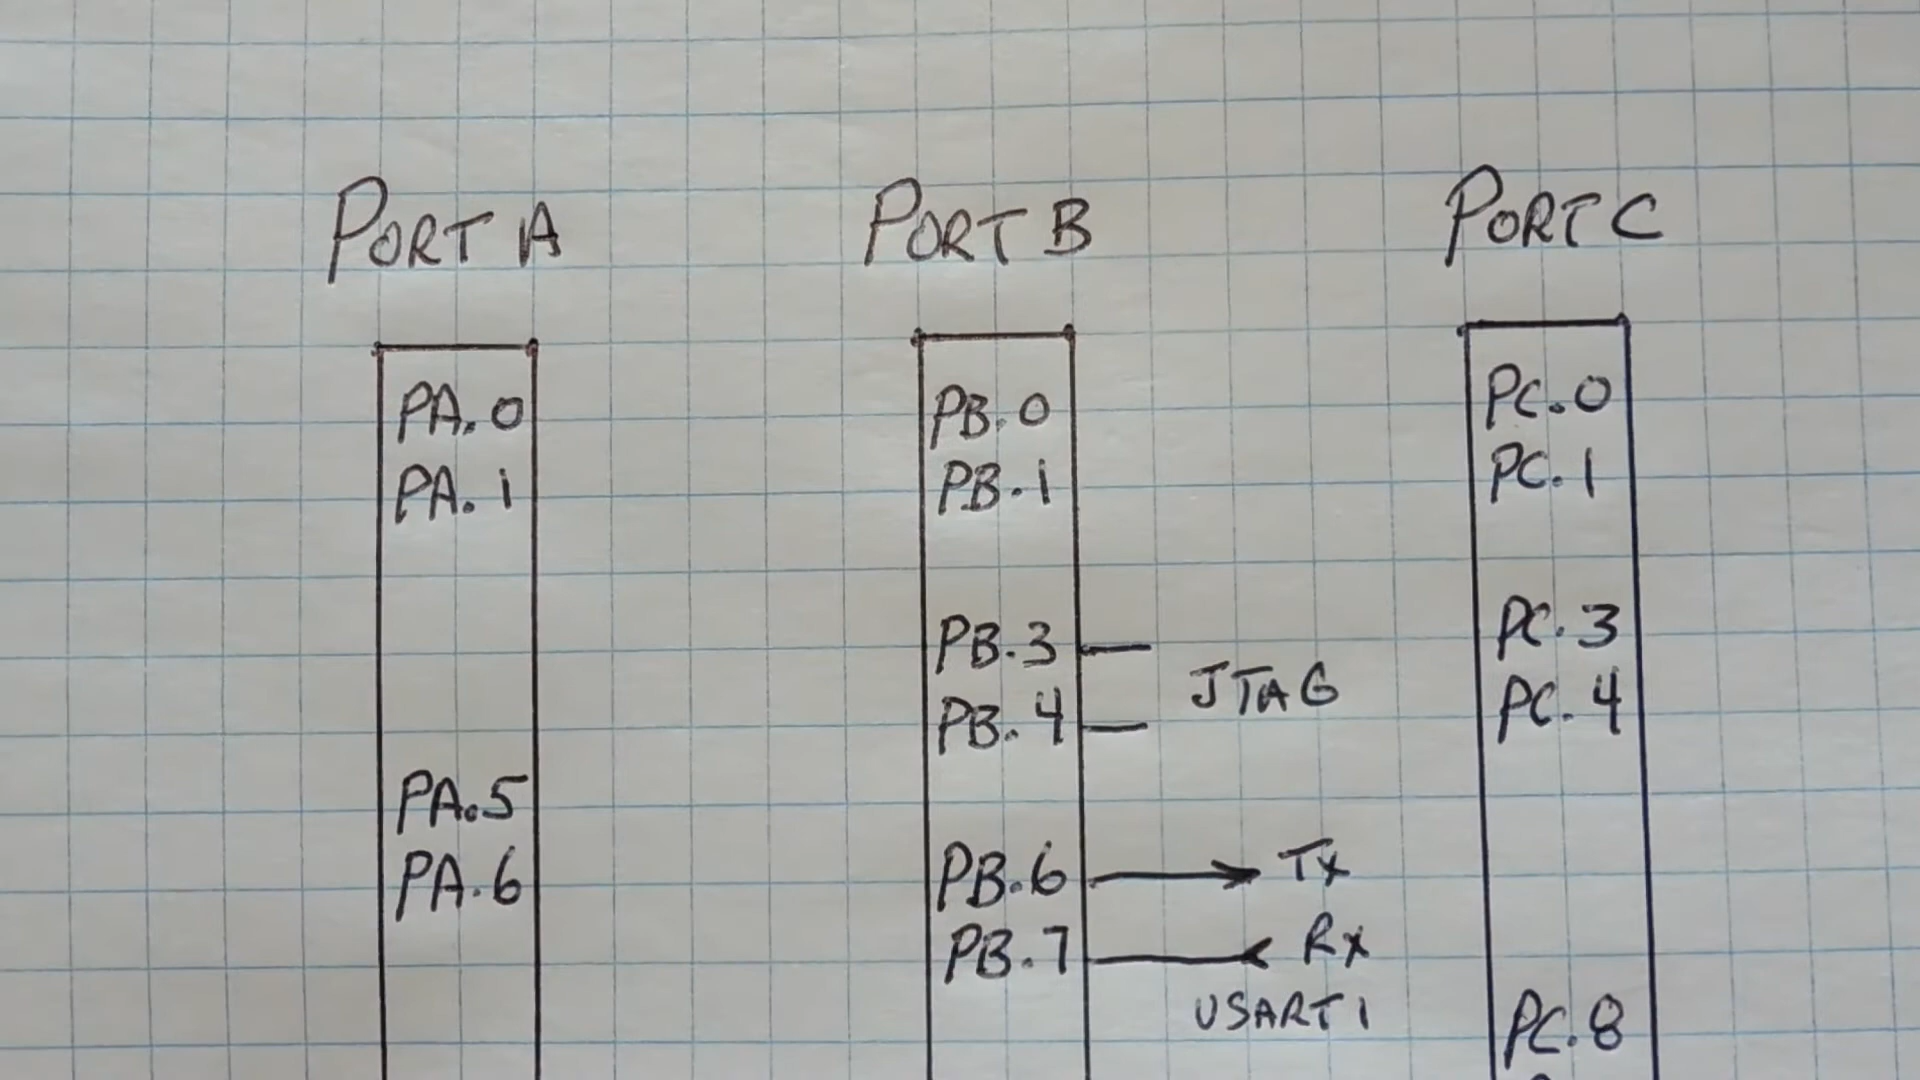 PORT A
PA.0
PA.1
PA.5
PA.6
PORT B
PB.0
PB.1
PB.3
PB.4
JTAG
PB.6
Tx
PB.7
Rx
USART1
PORT C
PC.0
PC.1
PC.3
PC.4
PC.8